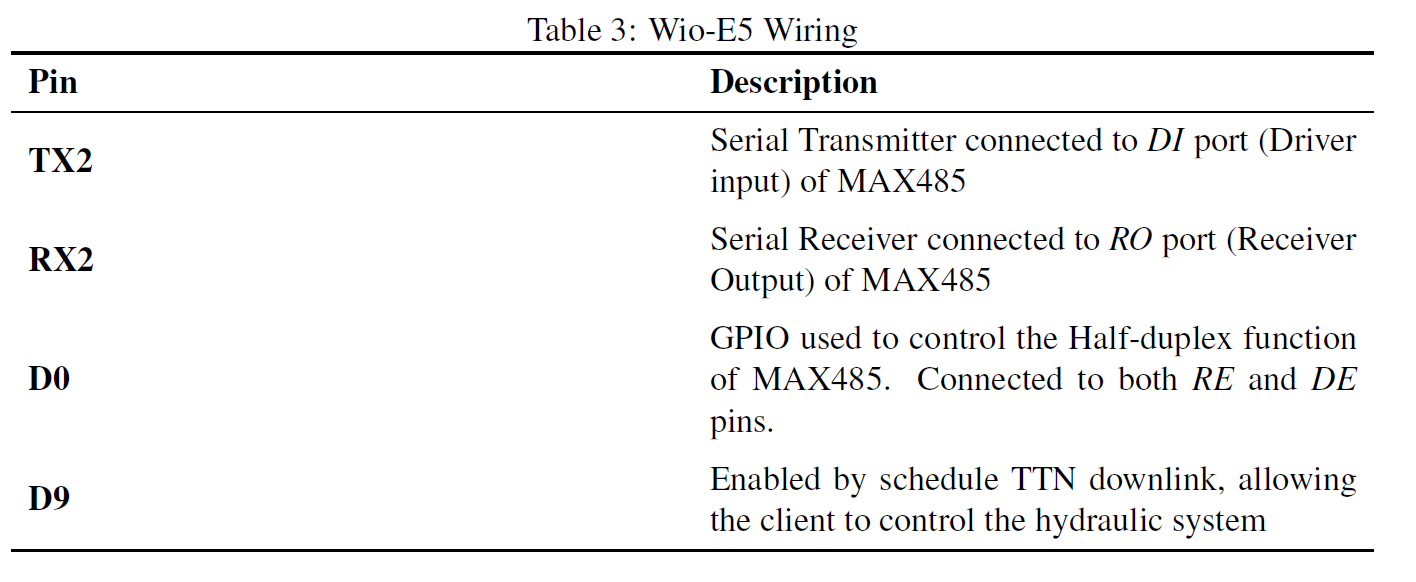 Table 3: Wio-E5 Wiring
Pin Description
TX2 Serial Transmitter connected to DI port (Driver
input) of MAX485
RX2 Serial Receiver connected to RO port (Receiver
Output) of MAX485
D0 GPIO used to control the Half-duplex function
of MAX485. Connected to both RE and DE
pins.
D9 Enabled by schedule TTN downlink, allowing
the client to control the hydraulic system